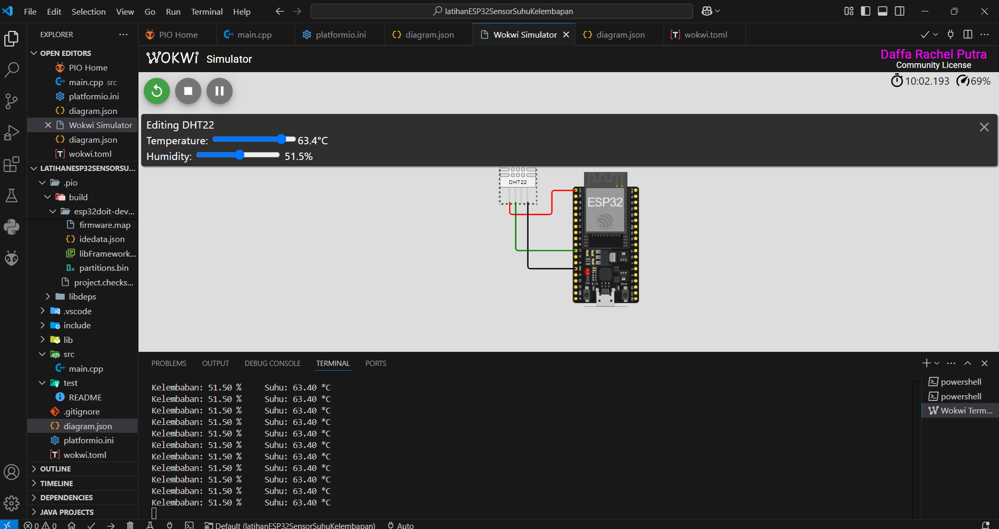 File Edit Selection View Go Run Terminal Help
latihanESP32SensorSuhuKelembapan
EXPLORER
OPEN EDITORS
PIO Home
main.cpp src
platformio.ini
diagram.json
Wokwi Simulator
diagram.json
wokwi.toml
LATIHANESP32SENSORSU...
.pio
build
esp32doit-dev...
firmware.map
idedata.json
libFramework...
partitions.bin
project.checks...
libdeps
.vscode
include
lib
src
main.cpp
test
README
.gitignore
diagram.json
platformio.ini
wokwi.toml
OUTLINE
TIMELINE
DEPENDENCIES
JAVA PROJECTS
PIO Home
main.cpp
platformio.ini
diagram.json
Wokwi Simulator
diagram.json
wokwi.toml
WOKWi Simulator
Daffa Rachel Putra
Community License
10:02.193 69%
Editing DHT22
Temperature: 63.4°C
Humidity: 51.5%
DHT22
ESP32
EN
Boot
PROBLEMS OUTPUT DEBUG CONSOLE TERMINAL PORTS
Kelembaban: 51.50 % Suhu: 63.40 *C
Kelembaban: 51.50 % Suhu: 63.40 *C
Kelembaban: 51.50 % Suhu: 63.40 *C
Kelembaban: 51.50 % Suhu: 63.40 *C
Kelembaban: 51.50 % Suhu: 63.40 *C
Kelembaban: 51.50 % Suhu: 63.40 *C
Kelembaban: 51.50 % Suhu: 63.40 *C
Kelembaban: 51.50 % Suhu: 63.40 *C
Kelembaban: 51.50 % Suhu: 63.40 *C
Kelembaban: 51.50 % Suhu: 63.40 *C
Kelembaban: 51.50 % Suhu: 63.40 *C
powershell
powershell
Wokwi Term...
0 0 Default (latihanESP32SensorSuhuKelembapan) Auto